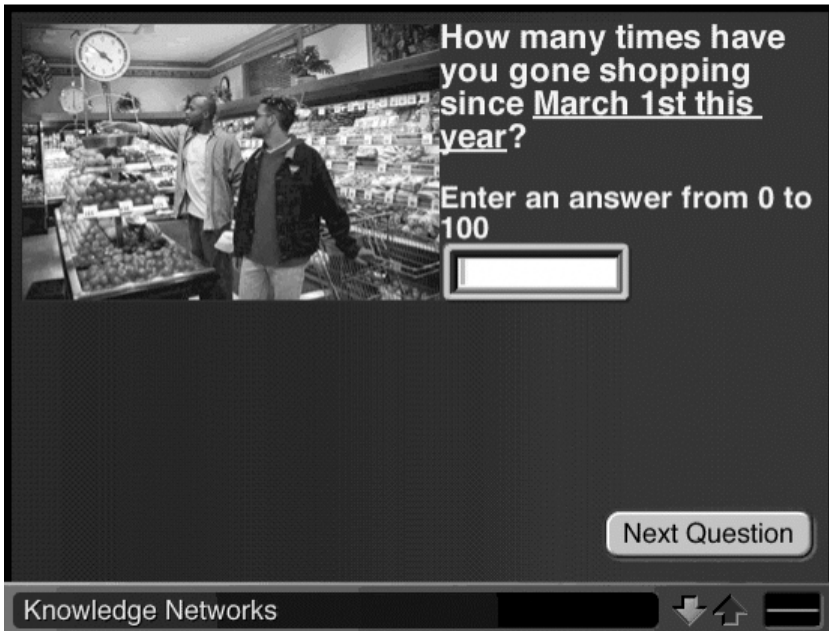 How many times have
you gone shopping
since March 1st this
year?
Enter an answer from 0 to
100
Next Question
Knowledge Networks